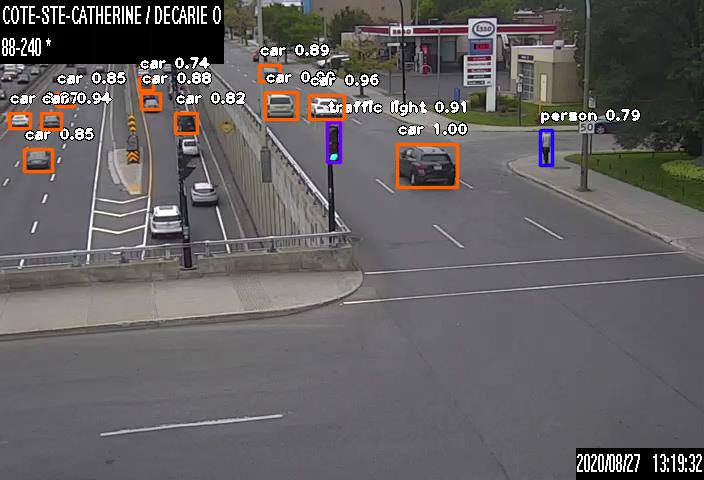 COTE-STE-CATHERINE / DECARIE O
88-240 *
car 0.89
car 0.74
car 0.85
car 0.88
car 0.96
car 0.94
car 0.82
traffic light 0.91
car 0.85
car 1.00
person 0.79
Esso
ESSO
50
2020/08/27 13:19:32